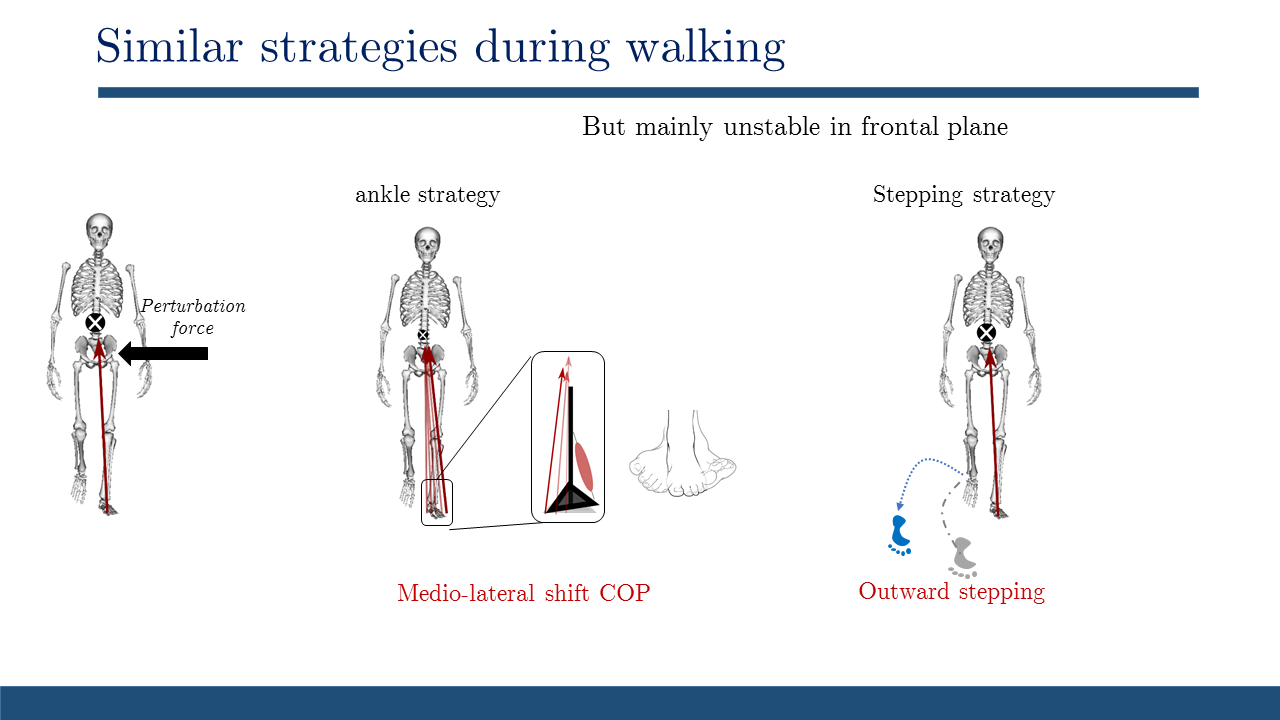 Similar strategies during walking
But mainly unstable in frontal plane
ankle strategy
Stepping strategy
Perturbation
force
Medio-lateral shift COP
Outward stepping